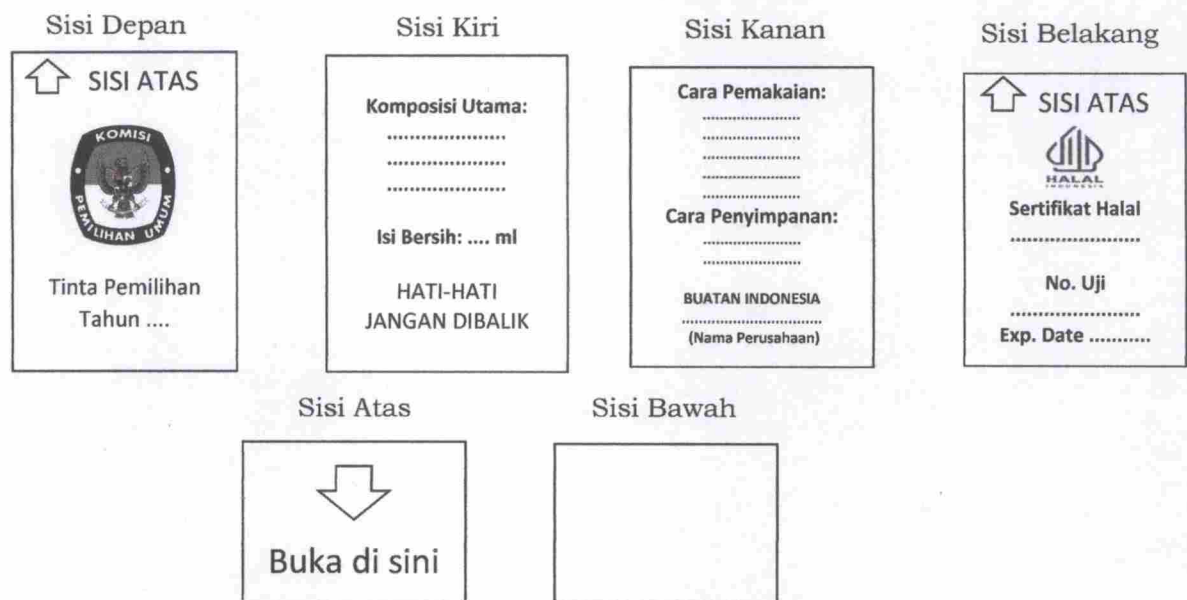 Sisi Depan
SISI ATAS
KOMISI
PEMILIHAN UMUM
Tinta Pemilihan
Tahun ....
Sisi Kiri
Komposisi Utama:
.....................
.....................
.....................
Isi Bersih: .... ml
HATI-HATI
JANGAN DIBALIK
Sisi Kanan
Cara Pemakaian:
.....................
.....................
.....................
.....................
.....................
Cara Penyimpanan:
.....................
.....................
BUATAN INDONESIA
..............................
(Nama Perusahaan)
Sisi Belakang
SISI ATAS
HALAL
INDONESIA
Sertifikat Halal
.......................
No. Uji
.......................
Exp. Date ...........
Sisi Atas
Buka di sini
Sisi Bawah